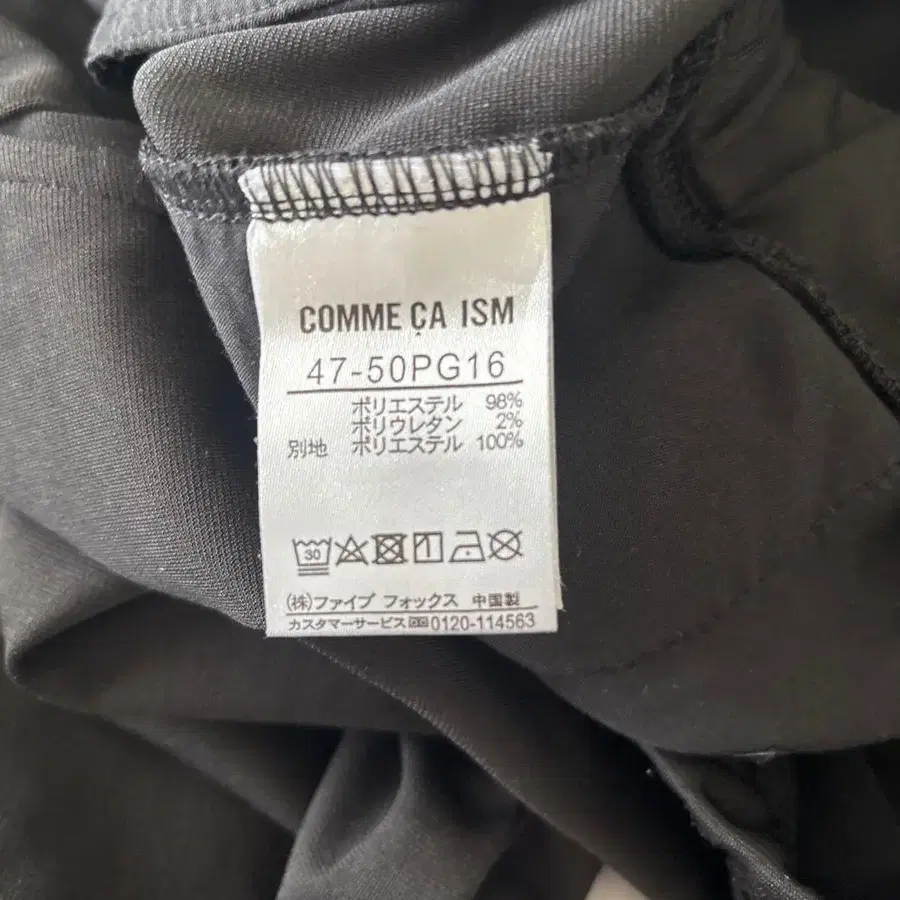 COMME ÇA ISM
47-50PG16
ポリエステル 98%
ポリウレタン 2%
別地 ポリエステル 100%
30
(株)ファイブ フォックス 中国製
カスタマーサービス 0120-114563